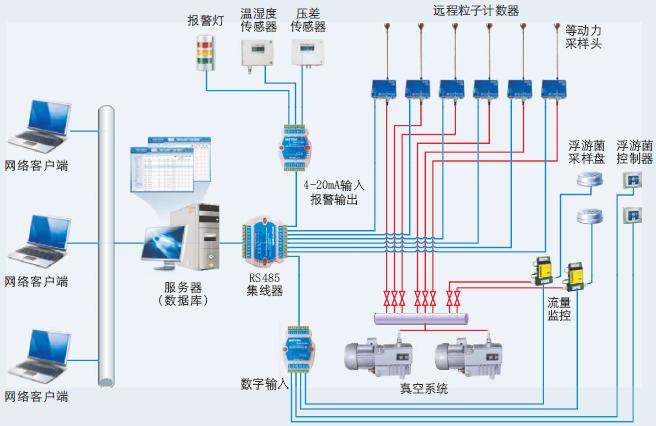 远程粒子计数器
报警灯
温湿度
传感器
压差
传感器
等动力
采样头
网络客户端
4-20mA输入
报警输出
浮游菌
采样盘
浮游菌
控制器
网络客户端
服务器
(数据库)
RS485
集线器
流量
监控
数字输入
真空系统
网络客户端